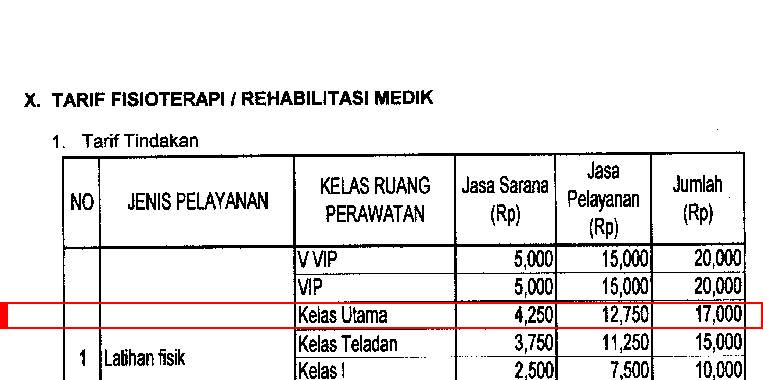 X. TARIF FISIOTERAPI / REHABILITASI MEDIK
1. Tarif Tindakan
NO JENIS PELAYANAN KELAS RUANG PERAWATAN Jasa Sarana (Rp) Jasa Pelayanan (Rp) Jumlah (Rp)
V VIP 5,000 15,000 20,000
VIP 5,000 15,000 20,000
Kelas Utama 4,250 12,750 17,000
1 Latihan fisik Kelas Teladan 3,750 11,250 15,000
Kelas I 2,500 7,500 10,000